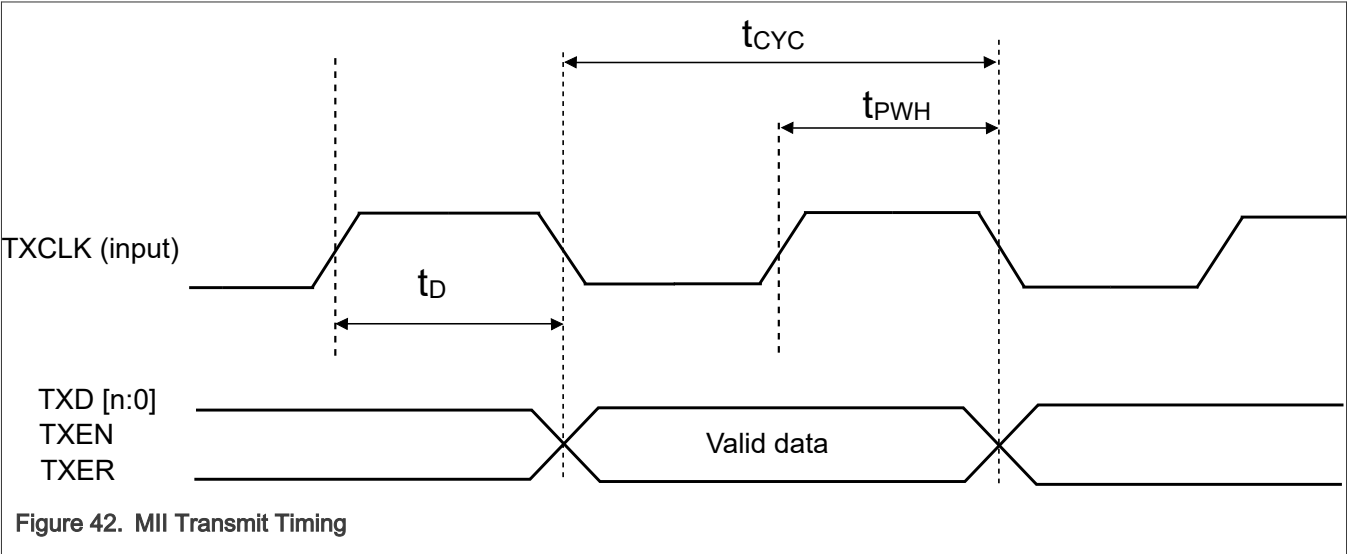 tCYC
tPWH
TXCLK (input)
tD
TXD [n:0]
TXEN
Valid data
TXER
Figure 42. MII Transmit Timing